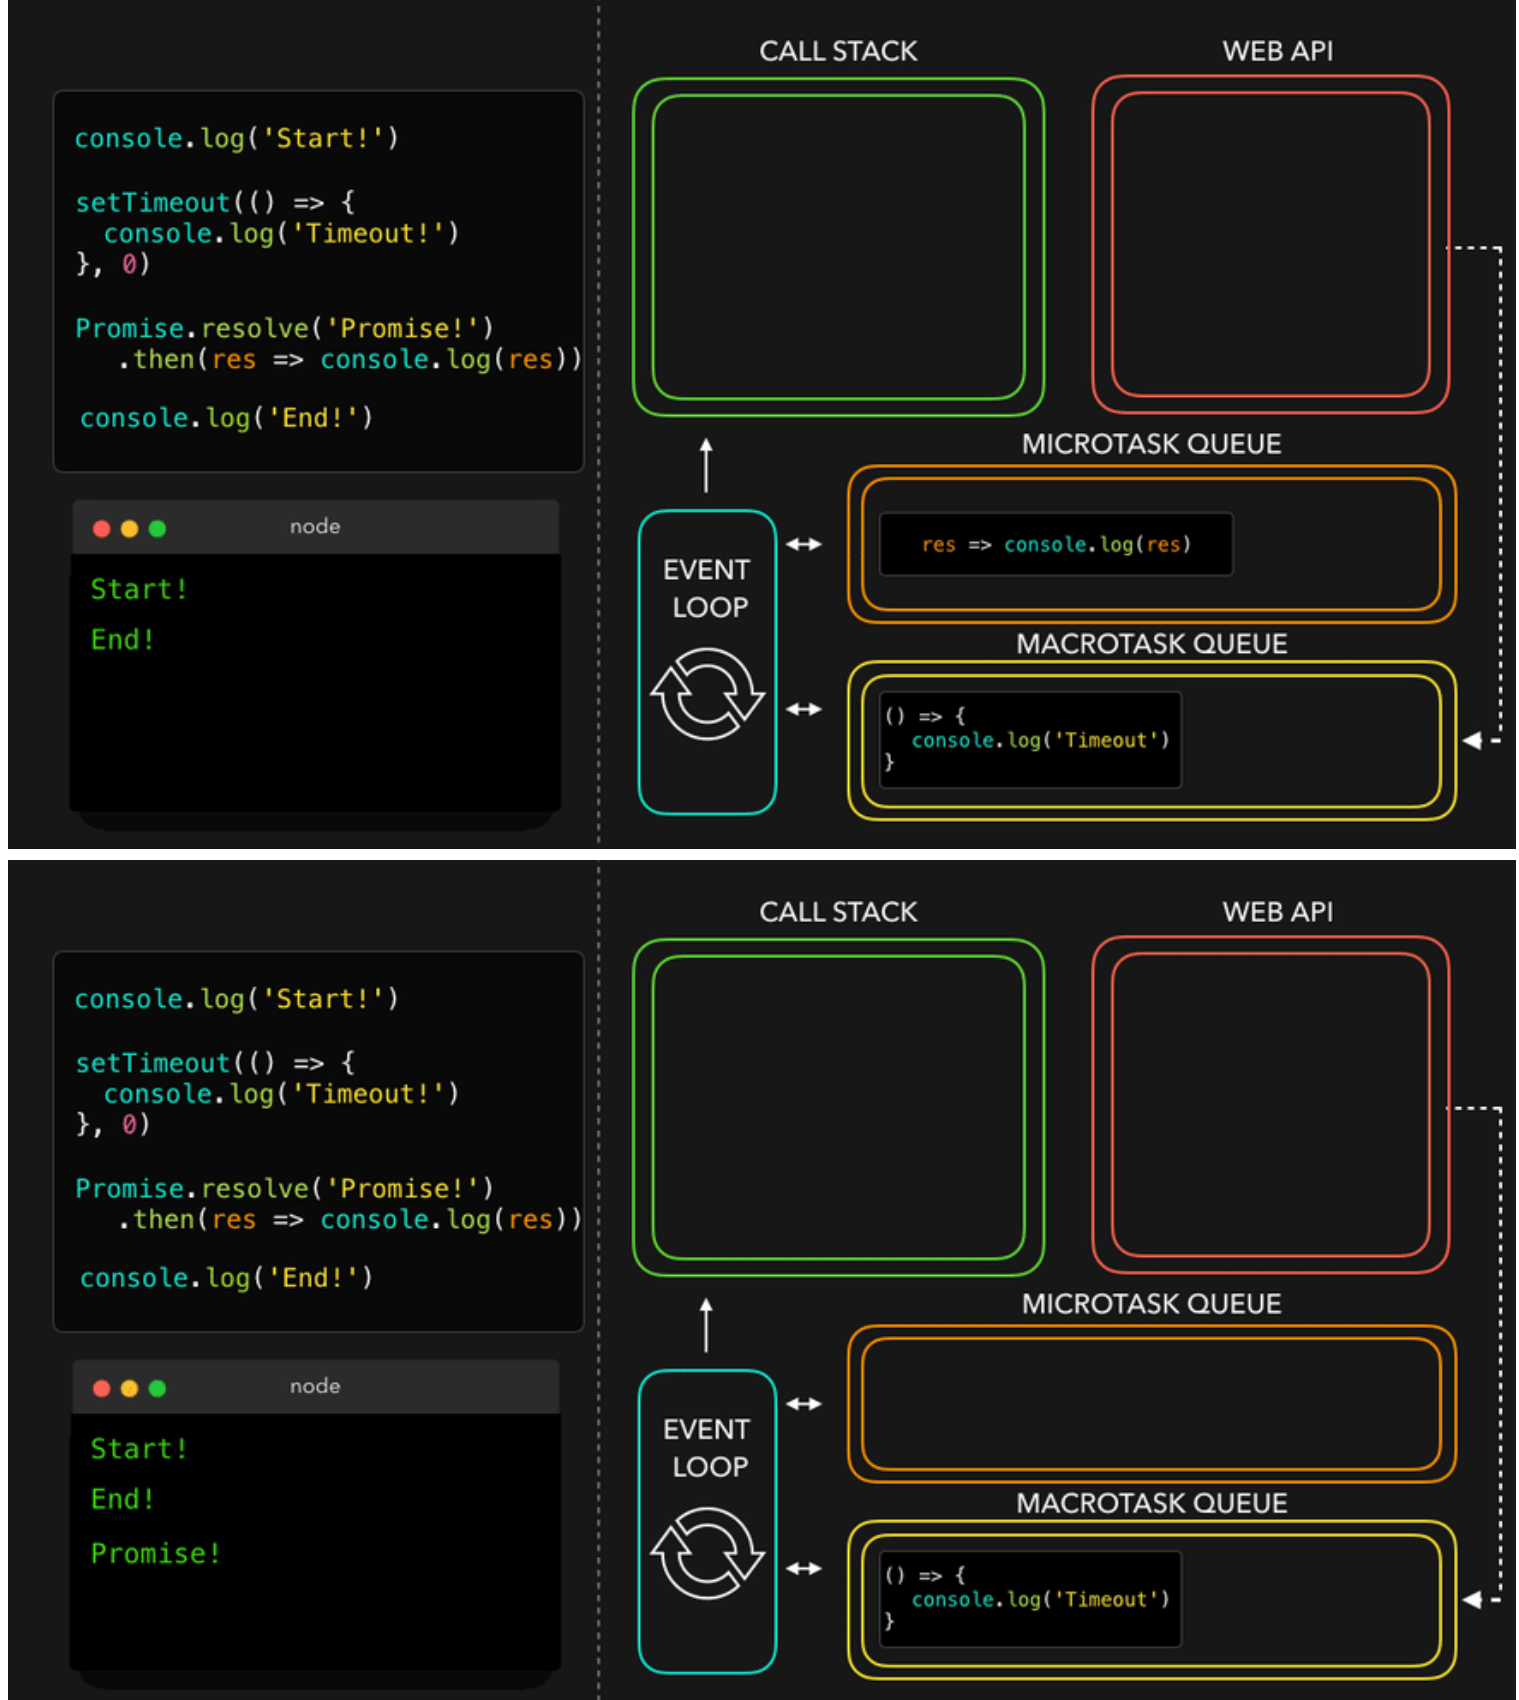 console.log('Start!')
setTimeout(() => {
  console.log('Timeout!')
}, 0)
Promise.resolve('Promise!')
   .then(res => console.log(res))
console.log('End!')
node
Start!
End!
CALL STACK
WEB API
MICROTASK QUEUE
res => console.log(res)
EVENT
LOOP
MACROTASK QUEUE
() => {
  console.log('Timeout')
}
console.log('Start!')
setTimeout(() => {
  console.log('Timeout!')
}, 0)
Promise.resolve('Promise!')
   .then(res => console.log(res))
console.log('End!')
node
Start!
End!
Promise!
CALL STACK
WEB API
MICROTASK QUEUE
EVENT
LOOP
MACROTASK QUEUE
() => {
  console.log('Timeout')
}